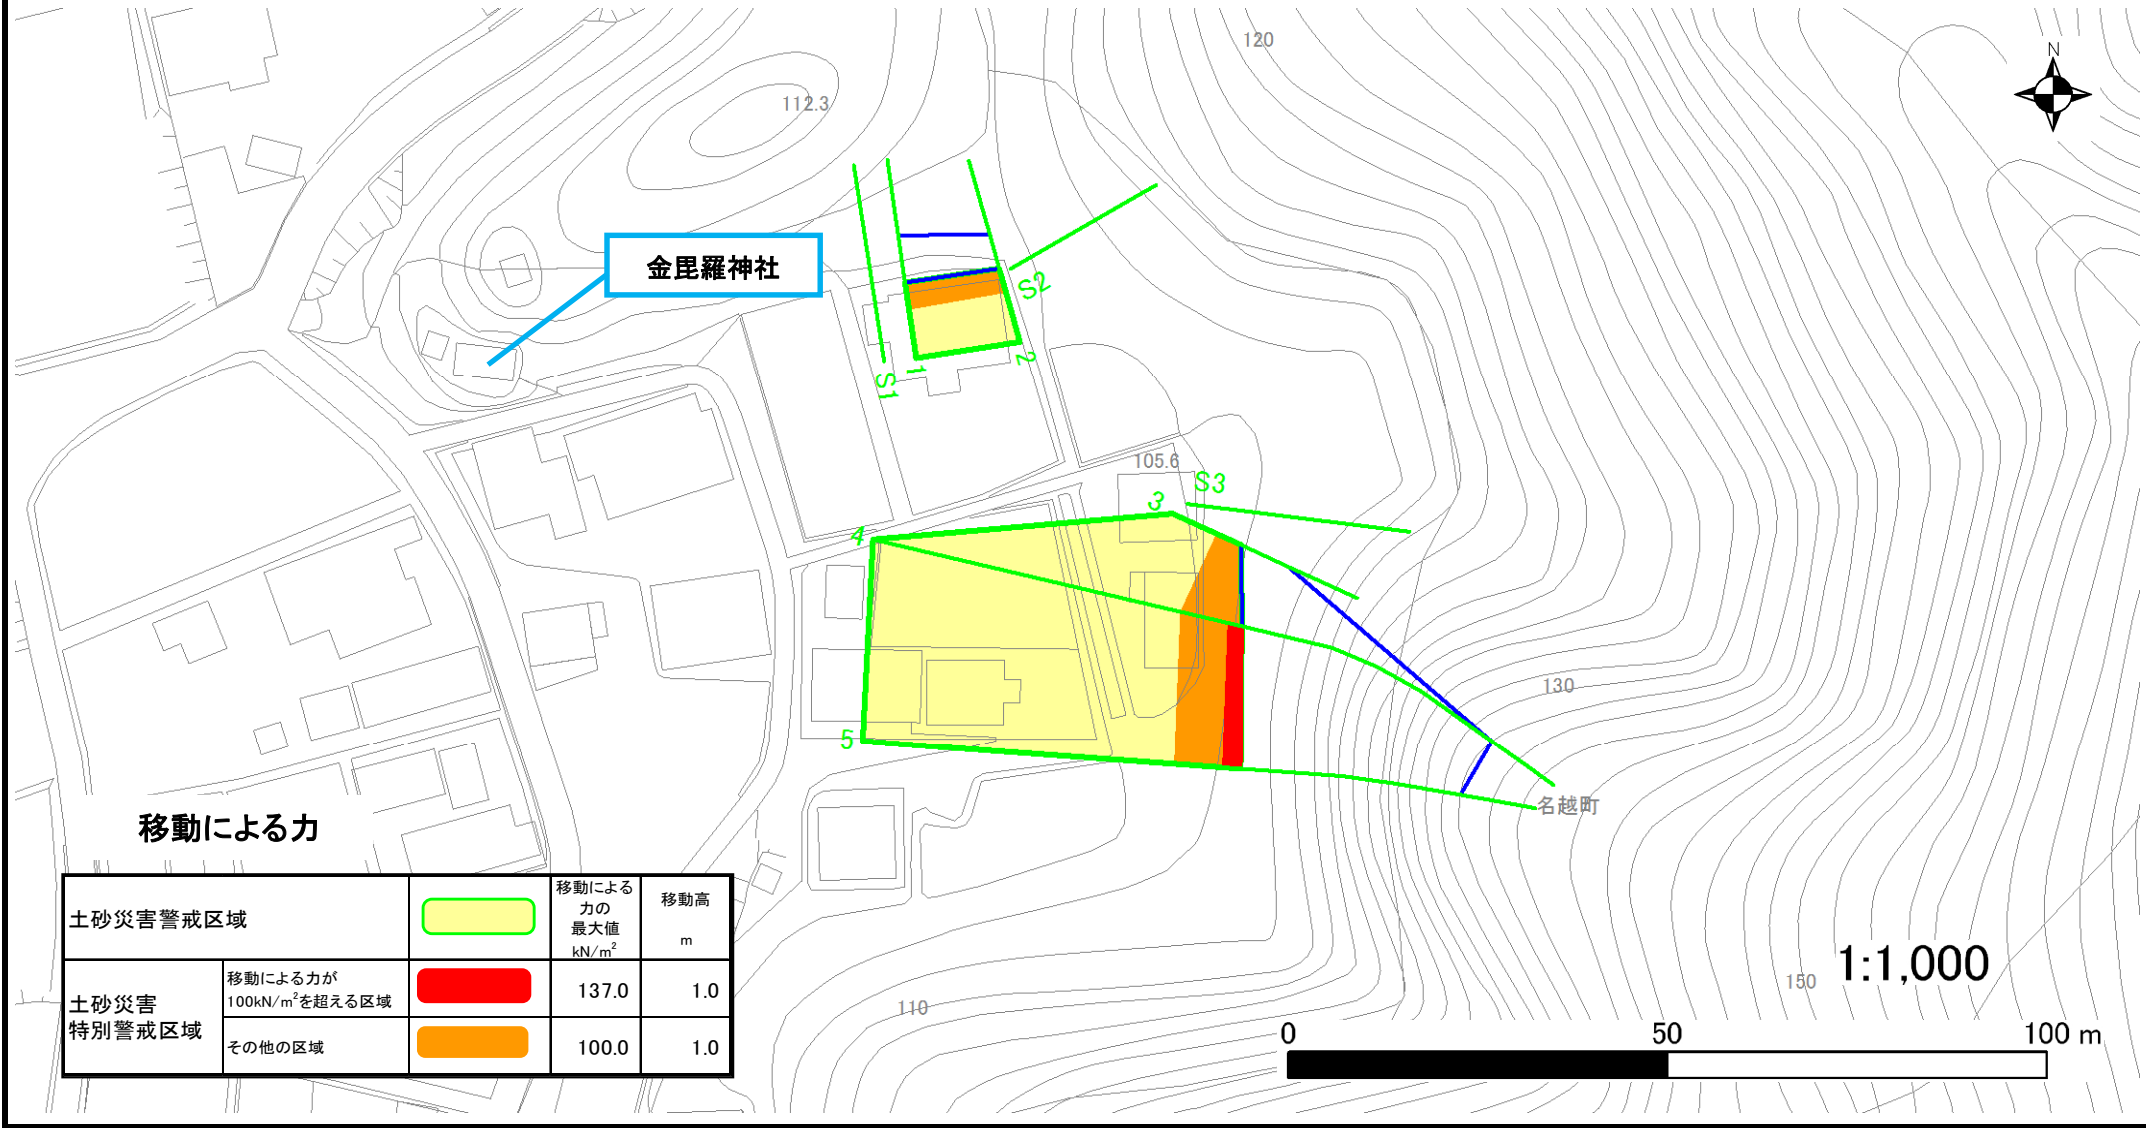 120
N
112.3
金毘羅神社
S2
S1
1
2
105.6
S3
3
4
5
130
名越町
移動による力
土砂災害警戒区域
移動による
力の
最大値
kN/m²
移動高
m
土砂災害
特別警戒区域
移動による力が
100kN/m²を超える区域
137.0
1.0
その他の区域
100.0
1.0
110
150
1:1,000
0
50
100 m